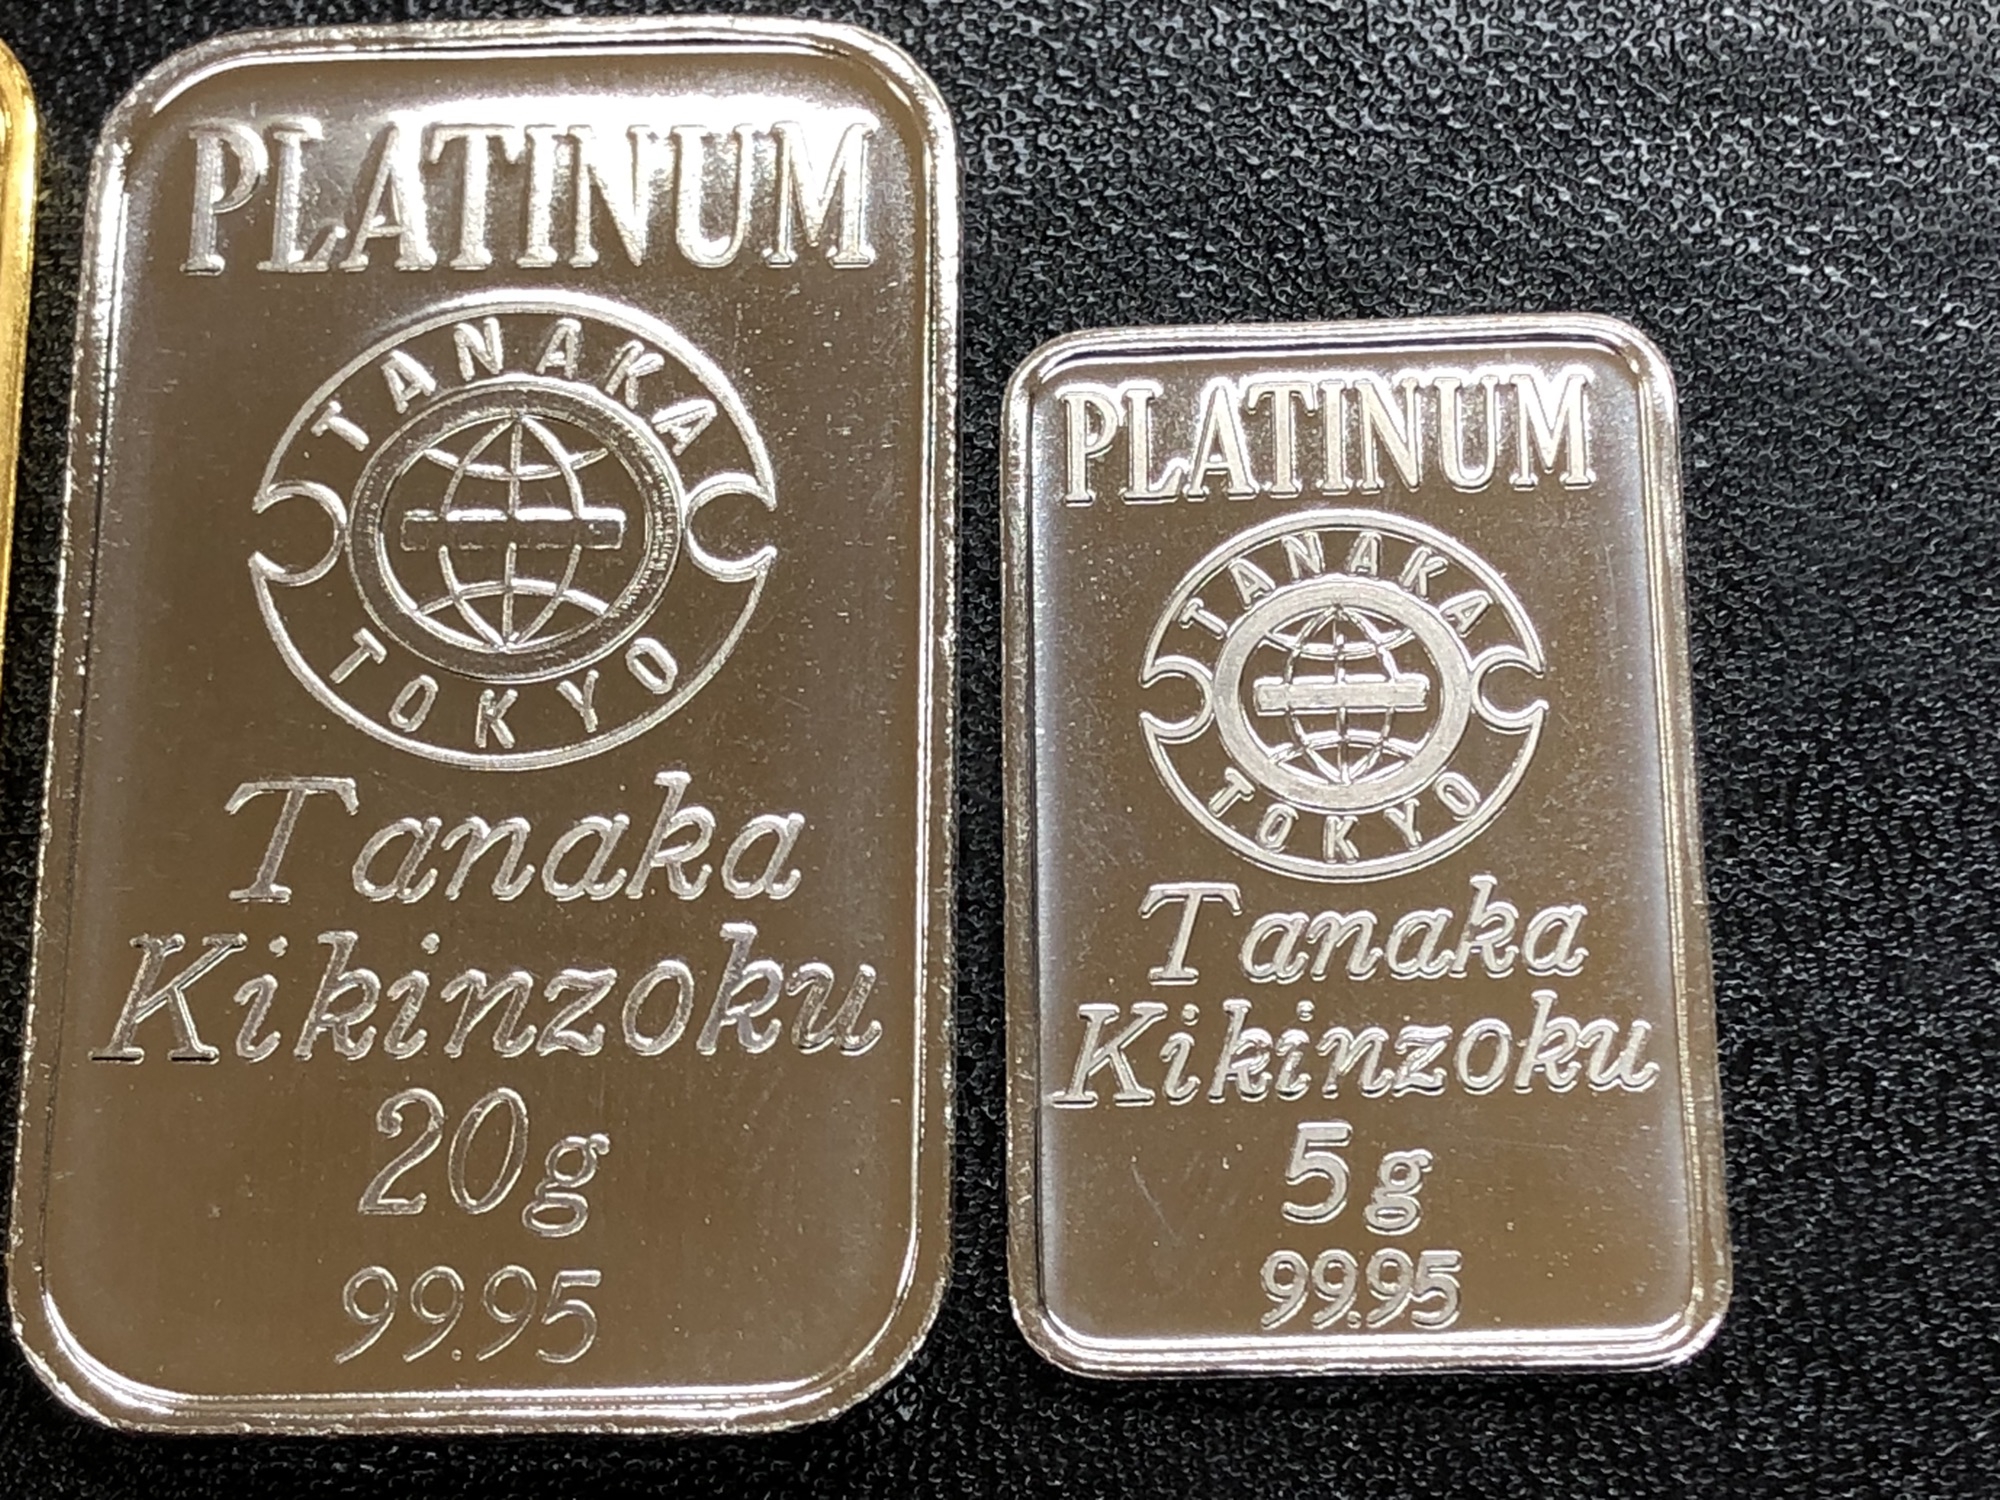 PLATINUM
TANAKA
TOKYO
Tanaka
Kikinzoku
20g
99.95
PLATINUM
TANAKA
TOKYO
Tanaka
Kikinzoku
5g
99.95